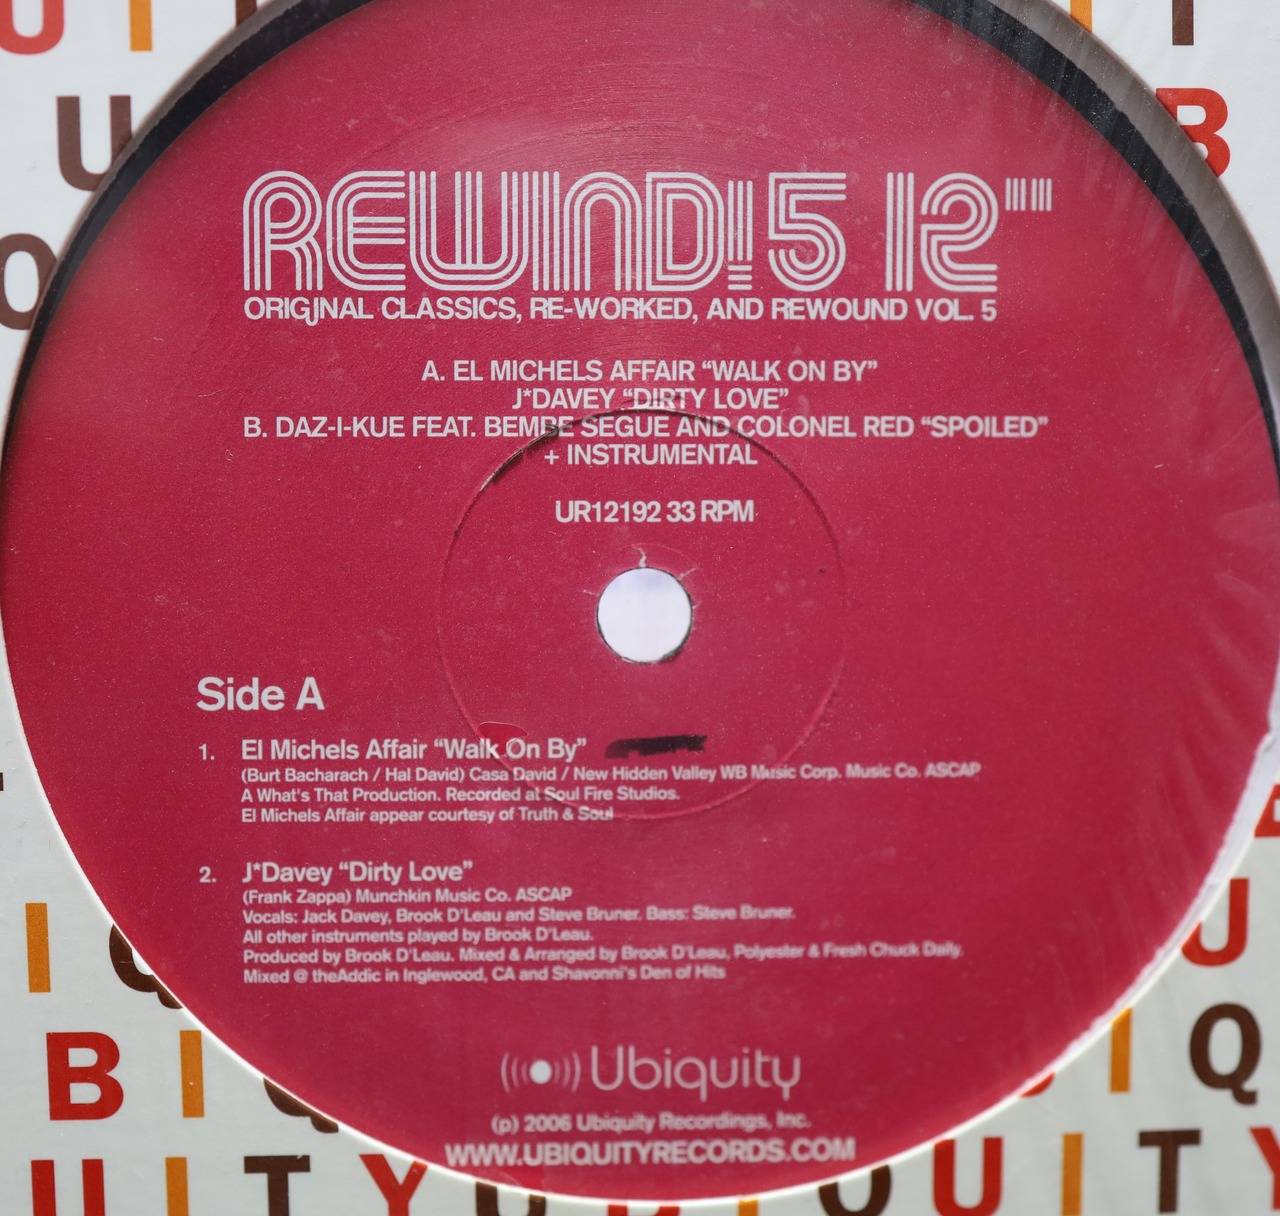 REWIND! 5 12"
ORIGINAL CLASSICS, RE-WORKED, AND REWOUND VOL. 5
A. EL MICHELS AFFAIR “WALK ON BY”
J*DAVEY “DIRTY LOVE”
B. DAZ-I-KUE FEAT. BEMBE SEGUE AND COLONEL RED “SPOILED”
+ INSTRUMENTAL
UR12192 33 RPM
Side A
1. El Michels Affair “Walk On By”
(Burt Bacharach / Hal David) Casa David / New Hidden Valley WB Music Corp. Music Co. ASCAP
A What's That Production. Recorded at Soul Fire Studios.
El Michels Affair appear courtesy of Truth & Soul
2. J*Davey “Dirty Love”
(Frank Zappa) Munchkin Music Co. ASCAP
Vocals: Jack Davey, Brook D'Leau and Steve Bruner. Bass: Steve Bruner.
All other instruments played by Brook D'Leau.
Produced by Brook D'Leau. Mixed & Arranged by Brook D'Leau, Polyester & Fresh Chuck Daily.
Mixed @ theAddic in Inglewood, CA and Shavonni's Den of Hits
Ubiquity
(p) 2006 Ubiquity Recordings, Inc.
WWW.UBIQUITYRECORDS.COM
U I T Y U B I Q U I T Y